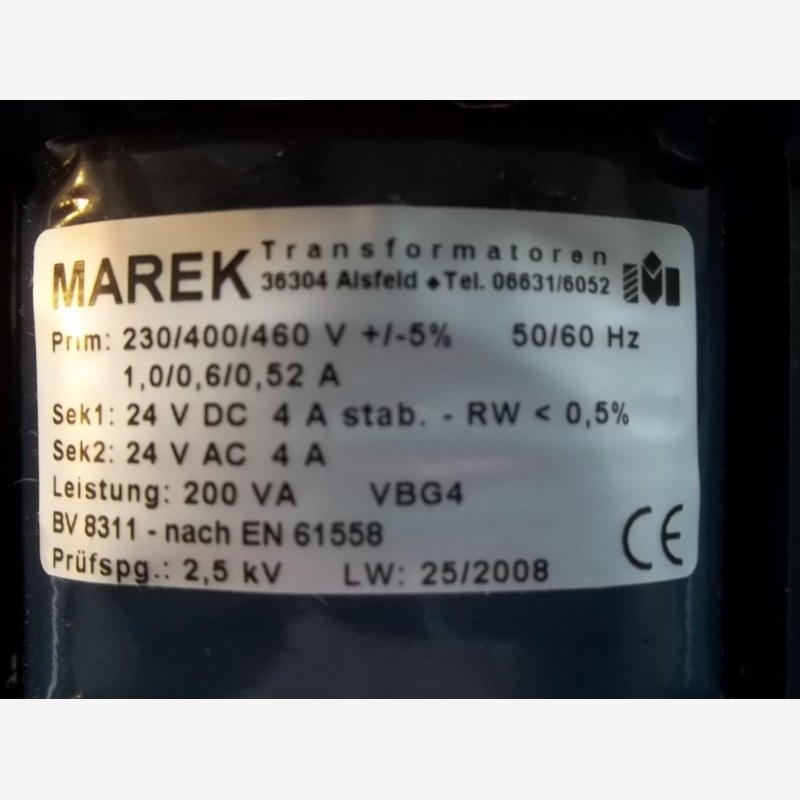 MAREK Transformatoren
36304 Alsfeld ♦ Tel. 06631/6052
Prim: 230/400/460 V +/-5% 50/60 Hz
1,0/0,6/0,52 A
Sek1: 24 V DC 4 A stab. - RW < 0,5%
Sek2: 24 V AC 4 A
Leistung: 200 VA VBG4
BV 8311 - nach EN 61558
Prüfspg.: 2,5 kV LW: 25/2008
CE